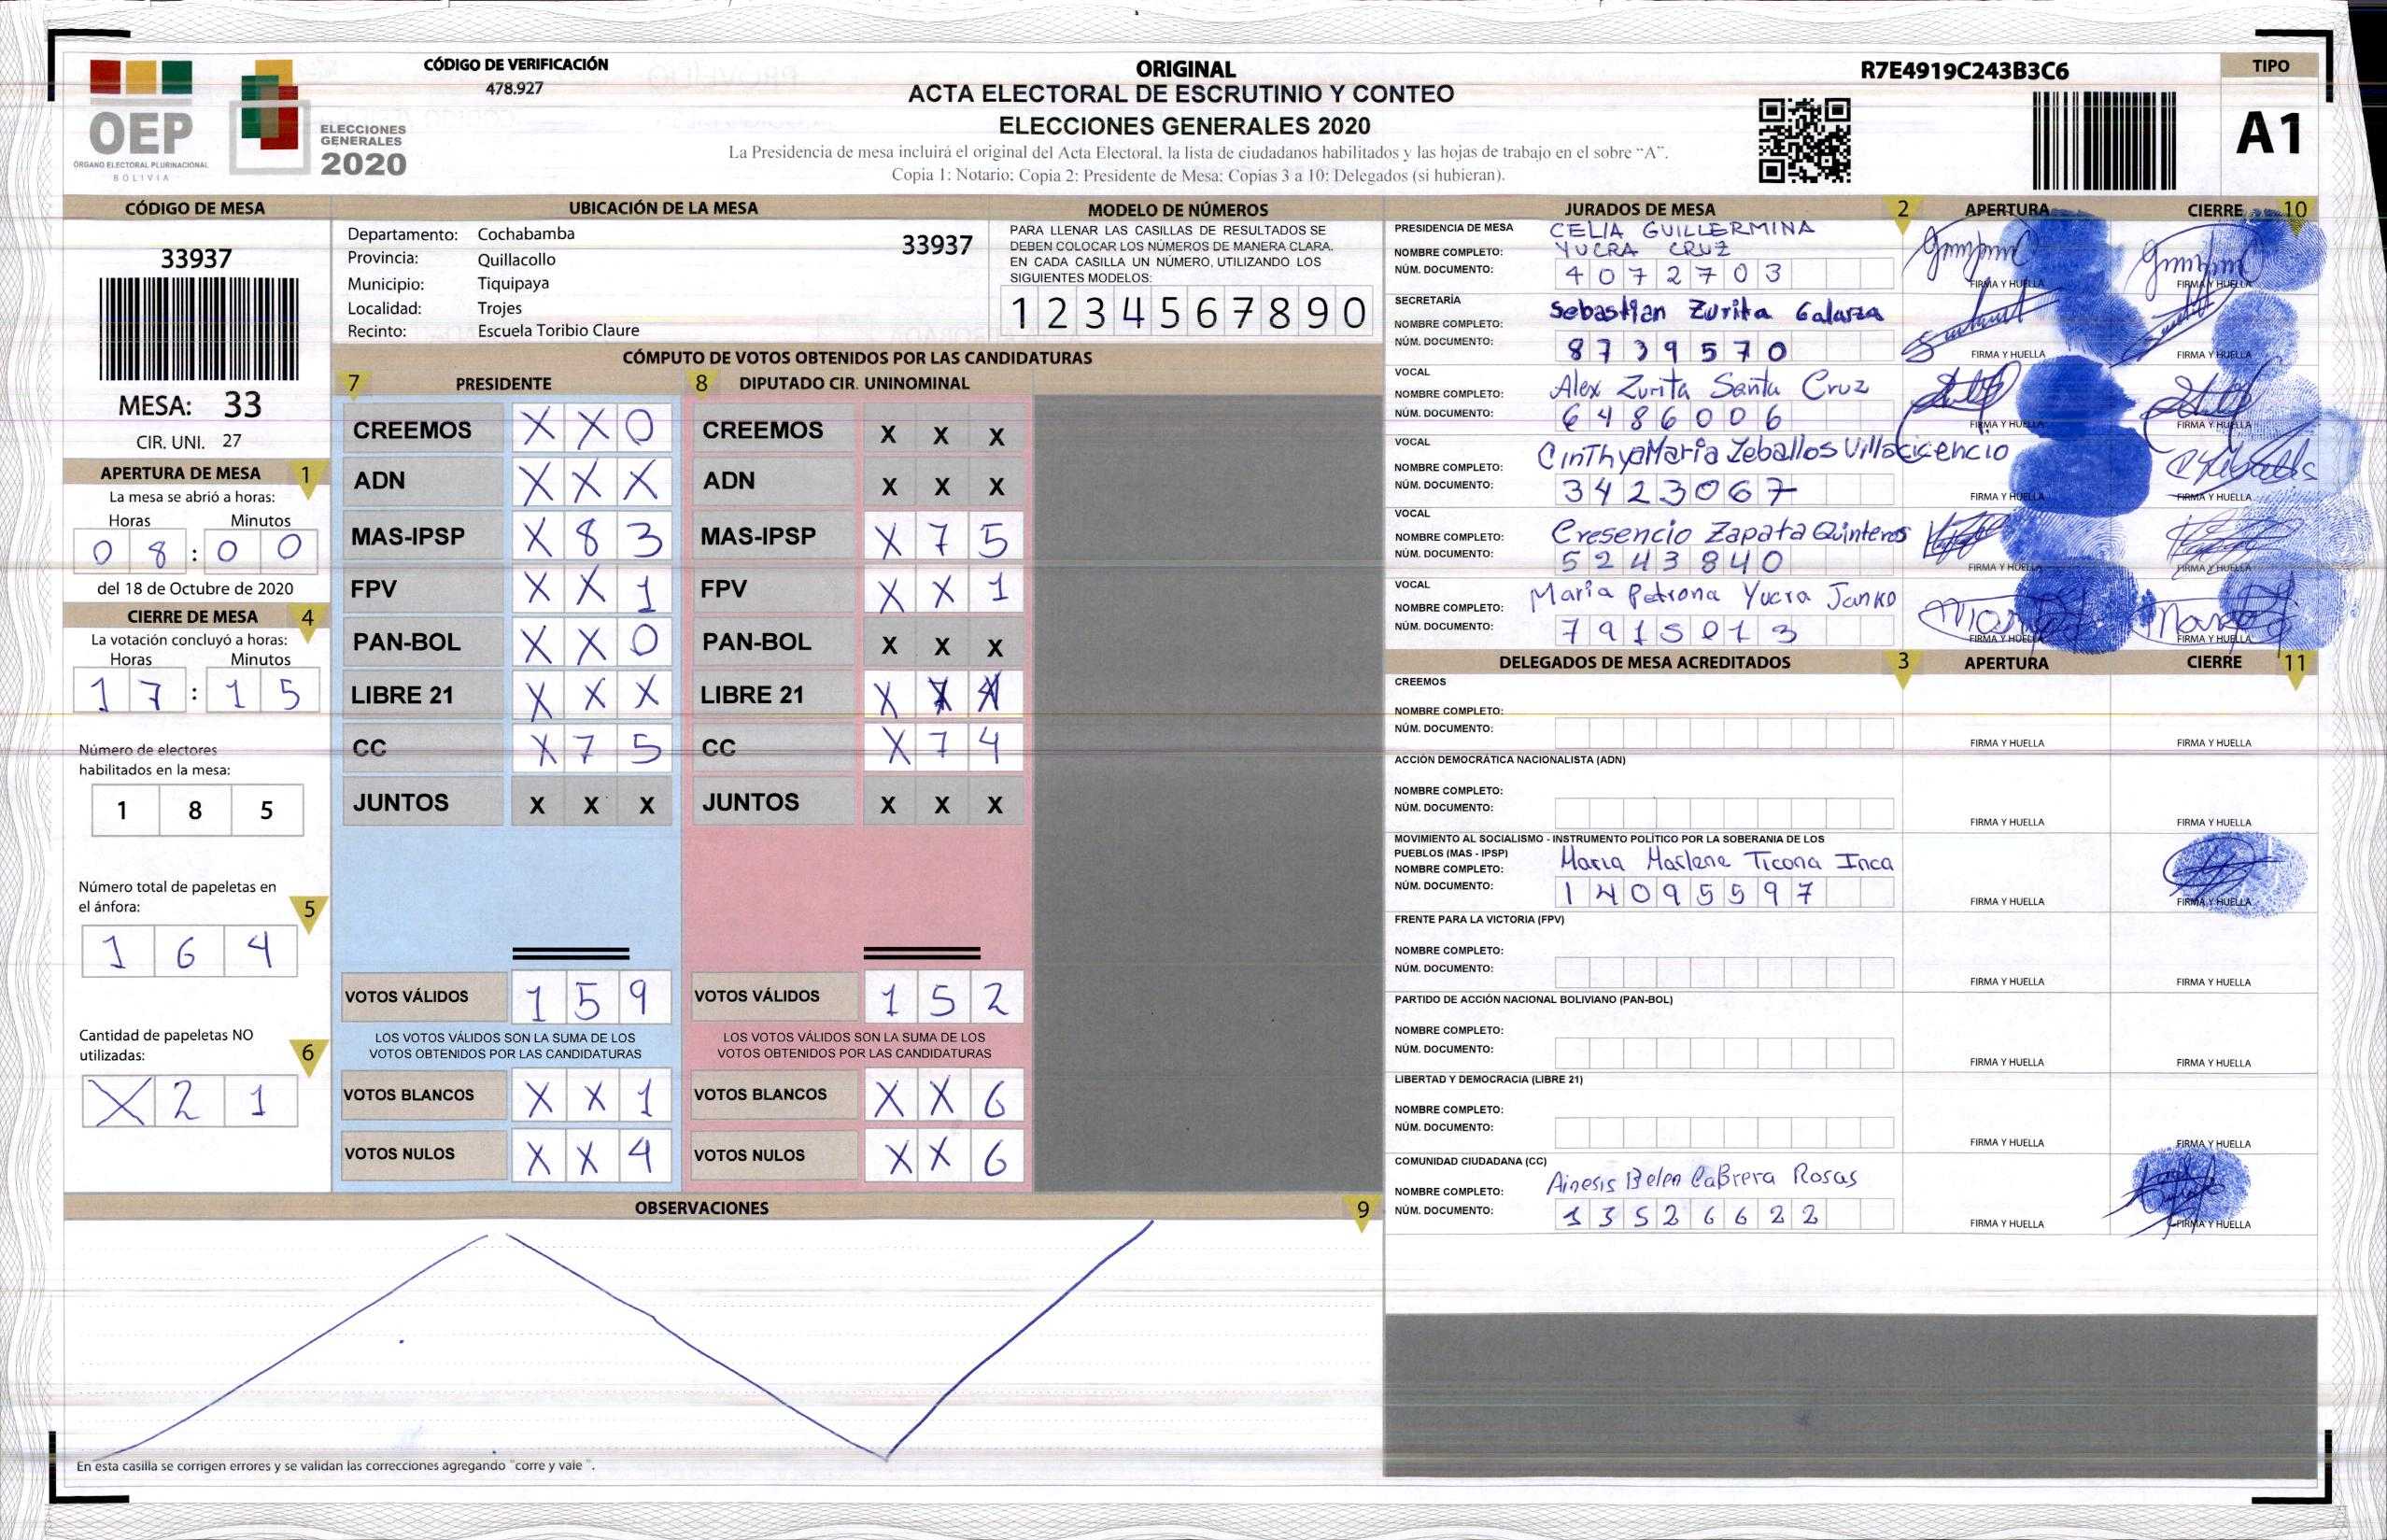 CÓDIGO DE VERIFICACIÓN
478.927
OEP
ÓRGANO ELECTORAL PLURINACIONAL
BOLIVIA
ELECCIONES
GENERALES
2020
ORIGINAL
ACTA ELECTORAL DE ESCRUTINIO Y CONTEO
ELECCIONES GENERALES 2020
La Presidencia de mesa incluirá el original del Acta Electoral, la lista de ciudadanos habilitados y las hojas de trabajo en el sobre “A”.
Copia 1: Notario; Copia 2: Presidente de Mesa; Copias 3 a 10: Delegados (si hubieran).
R7E4919C243B3C6
TIPO
A1
CÓDIGO DE MESA
33937
MESA: 33
CIR. UNI. 27
APERTURA DE MESA 1
La mesa se abrió a horas:
Horas Minutos
0 8 : 0 0
del 18 de Octubre de 2020
CIERRE DE MESA 4
La votación concluyó a horas:
Horas Minutos
1 7 : 1 5
Número de electores
habilitados en la mesa:
1 8 5
Número total de papeletas en
el ánfora: 5
1 6 4
Cantidad de papeletas NO
utilizadas: 6
X 2 1
UBICACIÓN DE LA MESA
Departamento: Cochabamba 33937
Provincia: Quillacollo
Municipio: Tiquipaya
Localidad: Trojes
Recinto: Escuela Toribio Claure
MODELO DE NÚMEROS
PARA LLENAR LAS CASILLAS DE RESULTADOS SE
DEBEN COLOCAR LOS NÚMEROS DE MANERA CLARA,
EN CADA CASILLA UN NÚMERO, UTILIZANDO LOS
SIGUIENTES MODELOS:
1 2 3 4 5 6 7 8 9 0
CÓMPUTO DE VOTOS OBTENIDOS POR LAS CANDIDATURAS
7 PRESIDENTE 8 DIPUTADO CIR. UNINOMINAL
CREEMOS X X 0 CREEMOS X X X
ADN X X X ADN X X X
MAS-IPSP X 8 3 MAS-IPSP X 7 5
FPV X X 1 FPV X X 1
PAN-BOL X X 0 PAN-BOL X X X
LIBRE 21 X X X LIBRE 21 X
CC X 7 5 CC X 7 4
JUNTOS X X X JUNTOS X X X
VOTOS VÁLIDOS 1 5 9 VOTOS VÁLIDOS 1 5 2
LOS VOTOS VÁLIDOS SON LA SUMA DE LOS LOS VOTOS VÁLIDOS SON LA SUMA DE LOS
VOTOS OBTENIDOS POR LAS CANDIDATURAS VOTOS OBTENIDOS POR LAS CANDIDATURAS
VOTOS BLANCOS X X 1 VOTOS BLANCOS X X 6
VOTOS NULOS X X 4 VOTOS NULOS X X 6
OBSERVACIONES 9
En esta casilla se corrigen errores y se validan las correcciones agregando "corre y vale".
JURADOS DE MESA 2 APERTURA CIERRE 10
PRESIDENCIA DE MESA CELIA GUILLERMINA
NOMBRE COMPLETO: YUCRA CRUZ
NÚM. DOCUMENTO: 4 0 7 2 7 0 3 FIRMA Y HUELLA FIRMA Y HUELLA
SECRETARÍA
NOMBRE COMPLETO: Sebastian Zurita Galarza
NÚM. DOCUMENTO: 8 7 3 9 5 7 0 FIRMA Y HUELLA FIRMA Y HUELLA
VOCAL
NOMBRE COMPLETO: Alex Zurita Santa Cruz
NÚM. DOCUMENTO: 6 4 8 6 0 0 6 FIRMA Y HUELLA FIRMA Y HUELLA
VOCAL
NOMBRE COMPLETO: CinThya Maria Zeballos Villacicencio
NÚM. DOCUMENTO: 3 4 2 3 0 6 7 FIRMA Y HUELLA FIRMA Y HUELLA
VOCAL
NOMBRE COMPLETO: Cresencio Zapata Quinteros
NÚM. DOCUMENTO: 5 2 4 3 8 4 0 FIRMA Y HUELLA FIRMA Y HUELLA
VOCAL
NOMBRE COMPLETO: Maria Petrona Yucra Janko
NÚM. DOCUMENTO: 7 9 1 5 0 1 3 FIRMA Y HUELLA FIRMA Y HUELLA
DELEGADOS DE MESA ACREDITADOS 3 APERTURA CIERRE 11
CREEMOS
NOMBRE COMPLETO:
NÚM. DOCUMENTO: FIRMA Y HUELLA FIRMA Y HUELLA
ACCIÓN DEMOCRÁTICA NACIONALISTA (ADN)
NOMBRE COMPLETO:
NÚM. DOCUMENTO: FIRMA Y HUELLA FIRMA Y HUELLA
MOVIMIENTO AL SOCIALISMO - INSTRUMENTO POLÍTICO POR LA SOBERANIA DE LOS
PUEBLOS (MAS - IPSP)
NOMBRE COMPLETO: Maria Marlene Ticona Inca
NÚM. DOCUMENTO: 1 4 0 9 5 5 9 7 FIRMA Y HUELLA FIRMA Y HUELLA
FRENTE PARA LA VICTORIA (FPV)
NOMBRE COMPLETO:
NÚM. DOCUMENTO: FIRMA Y HUELLA FIRMA Y HUELLA
PARTIDO DE ACCIÓN NACIONAL BOLIVIANO (PAN-BOL)
NOMBRE COMPLETO:
NÚM. DOCUMENTO: FIRMA Y HUELLA FIRMA Y HUELLA
LIBERTAD Y DEMOCRACIA (LIBRE 21)
NOMBRE COMPLETO:
NÚM. DOCUMENTO: FIRMA Y HUELLA FIRMA Y HUELLA
COMUNIDAD CIUDADANA (CC)
NOMBRE COMPLETO: Ainesis Belen CaBrera Rosas
NÚM. DOCUMENTO: 1 3 5 2 6 6 2 2 FIRMA Y HUELLA FIRMA Y HUELLA